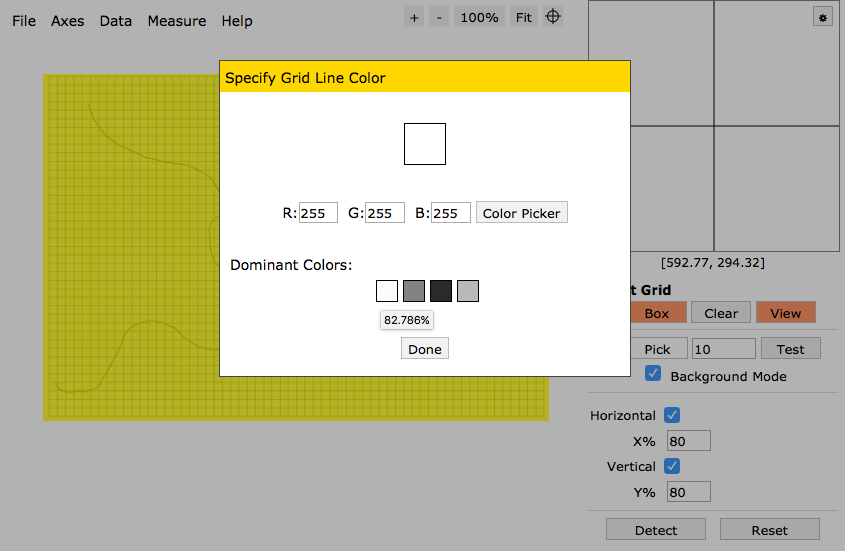 File Axes Data Measure Help + - 100% Fit
Specify Grid Line Color
R: 255 G: 255 B: 255 Color Picker
[592.77, 294.32]
Dominant Colors:
t Grid
Box Clear View
82.786%
Done
Pick 10 Test
Background Mode
Horizontal
X% 80
Vertical
Y% 80
Detect Reset